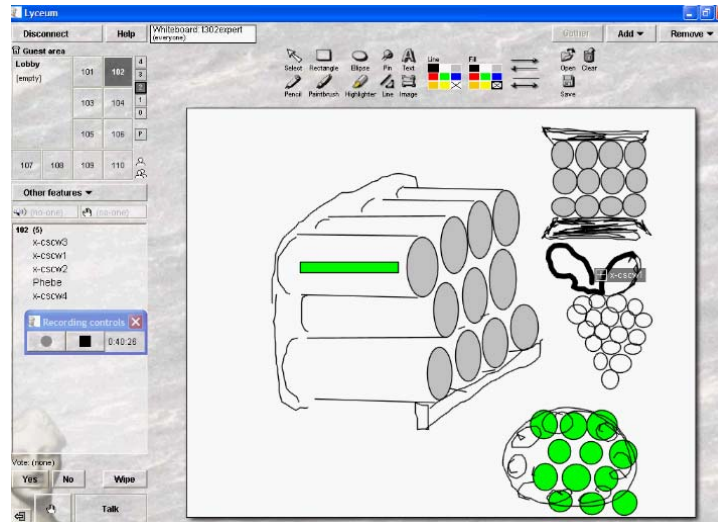 Lyceum
Disconnect
Help
Whiteboard: t302expert
(everyone)
Gather
Add
Remove
Guest area
Lobby
[empty]
101
102
4
3
103
104
1
0
105
106
P
107
108
109
110
Select
Rectangle
Ellipse
Pin
Text
Line
Fill
Open
Clear
Pencil
Paintbrush
Highlighter
Line
Image
Save
Other features
(no-one)
(no-one)
102 (5)
x-cscw3
x-cscw1
x-cscw2
Phebe
x-cscw4
Recording controls
0:40:26
x-cscw1
Vote: (none)
Yes
No
Wipe
Talk